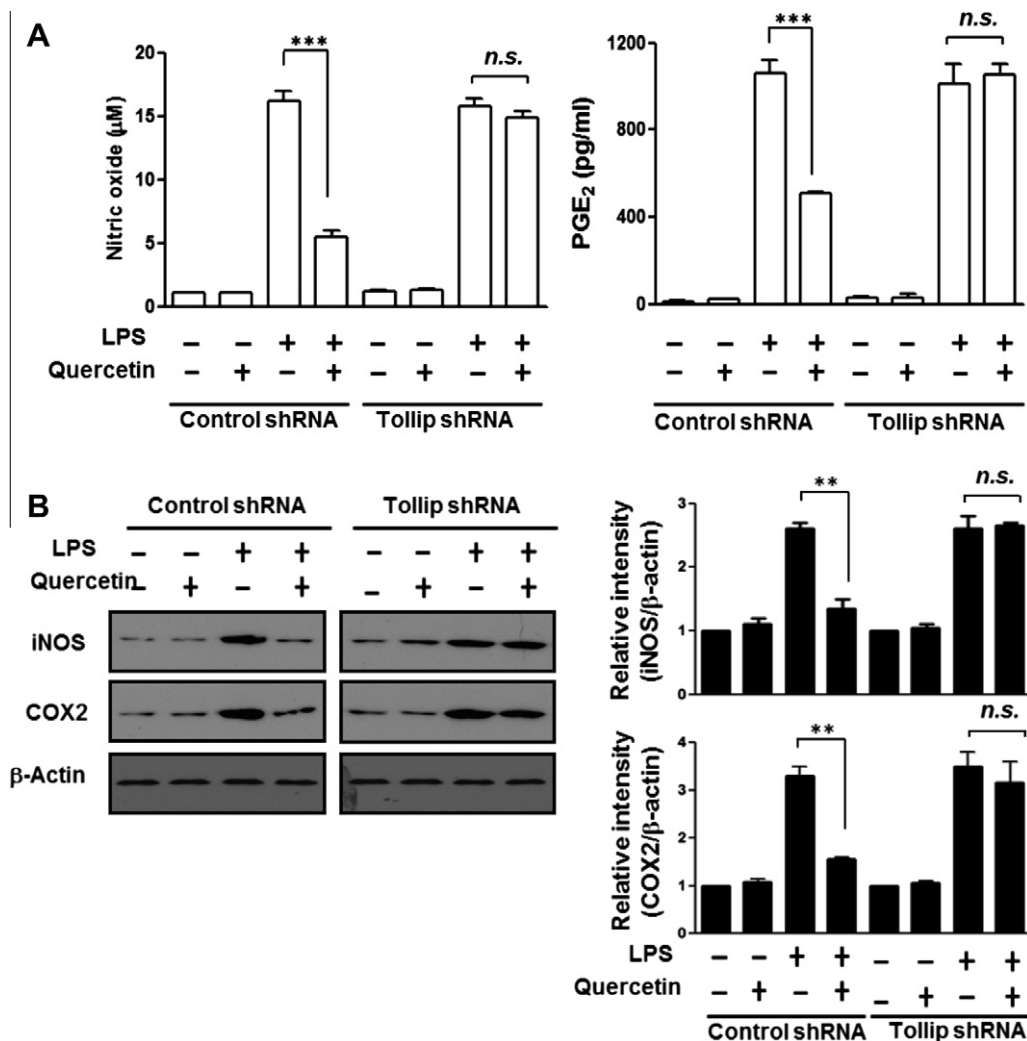 A
***
n.s.
20
15
10
5
0
Nitric oxide (μM)
LPS − − + + − − + +
Quercetin − + − + − + − +
Control shRNA Tollip shRNA
***
n.s.
1200
800
400
0
PGE2 (pg/ml)
− − + + − − + +
− + − + − + − +
Control shRNA Tollip shRNA
B
Control shRNA Tollip shRNA
LPS − − + + − − + +
Quercetin − + − + − + − +
iNOS
COX2
β-Actin
**
n.s.
3
2
1
0
Relative intensity
(iNOS/β-actin)
**
n.s.
4
3
2
1
0
Relative intensity
(COX2/β-actin)
LPS − − + + − − + +
Quercetin − + − + − + − +
Control shRNA Tollip shRNA